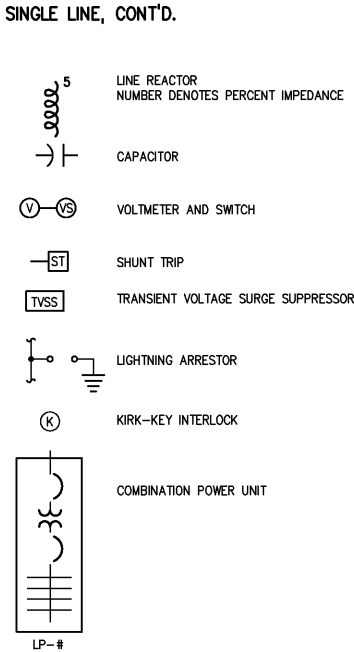 SINGLE LINE, CONT'D.
5
LINE REACTOR
NUMBER DENOTES PERCENT IMPEDANCE
CAPACITOR
V VS
VOLTMETER AND SWITCH
ST
SHUNT TRIP
TVSS
TRANSIENT VOLTAGE SURGE SUPPRESSOR
LIGHTNING ARRESTOR
K
KIRK-KEY INTERLOCK
COMBINATION POWER UNIT
LP-#